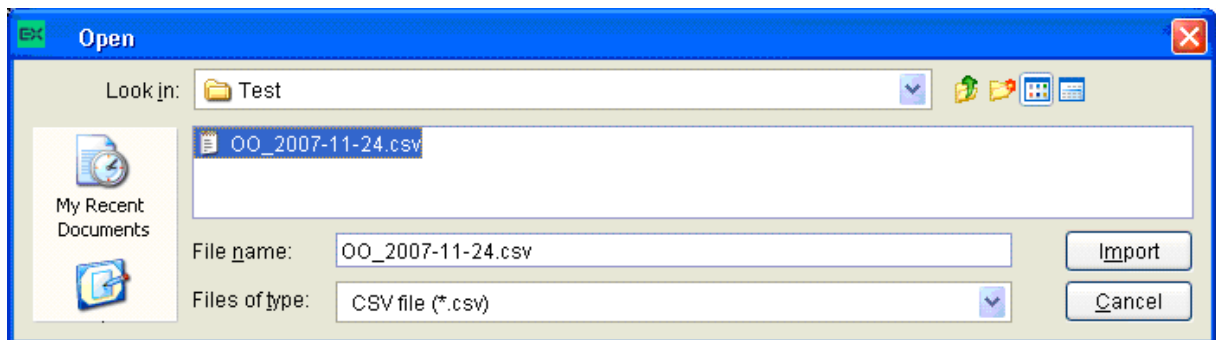 EX Open
Look in: Test
OO_2007-11-24.csv
My Recent
Documents
File name: OO_2007-11-24.csv Import
Files of type: CSV file (*.csv) Cancel